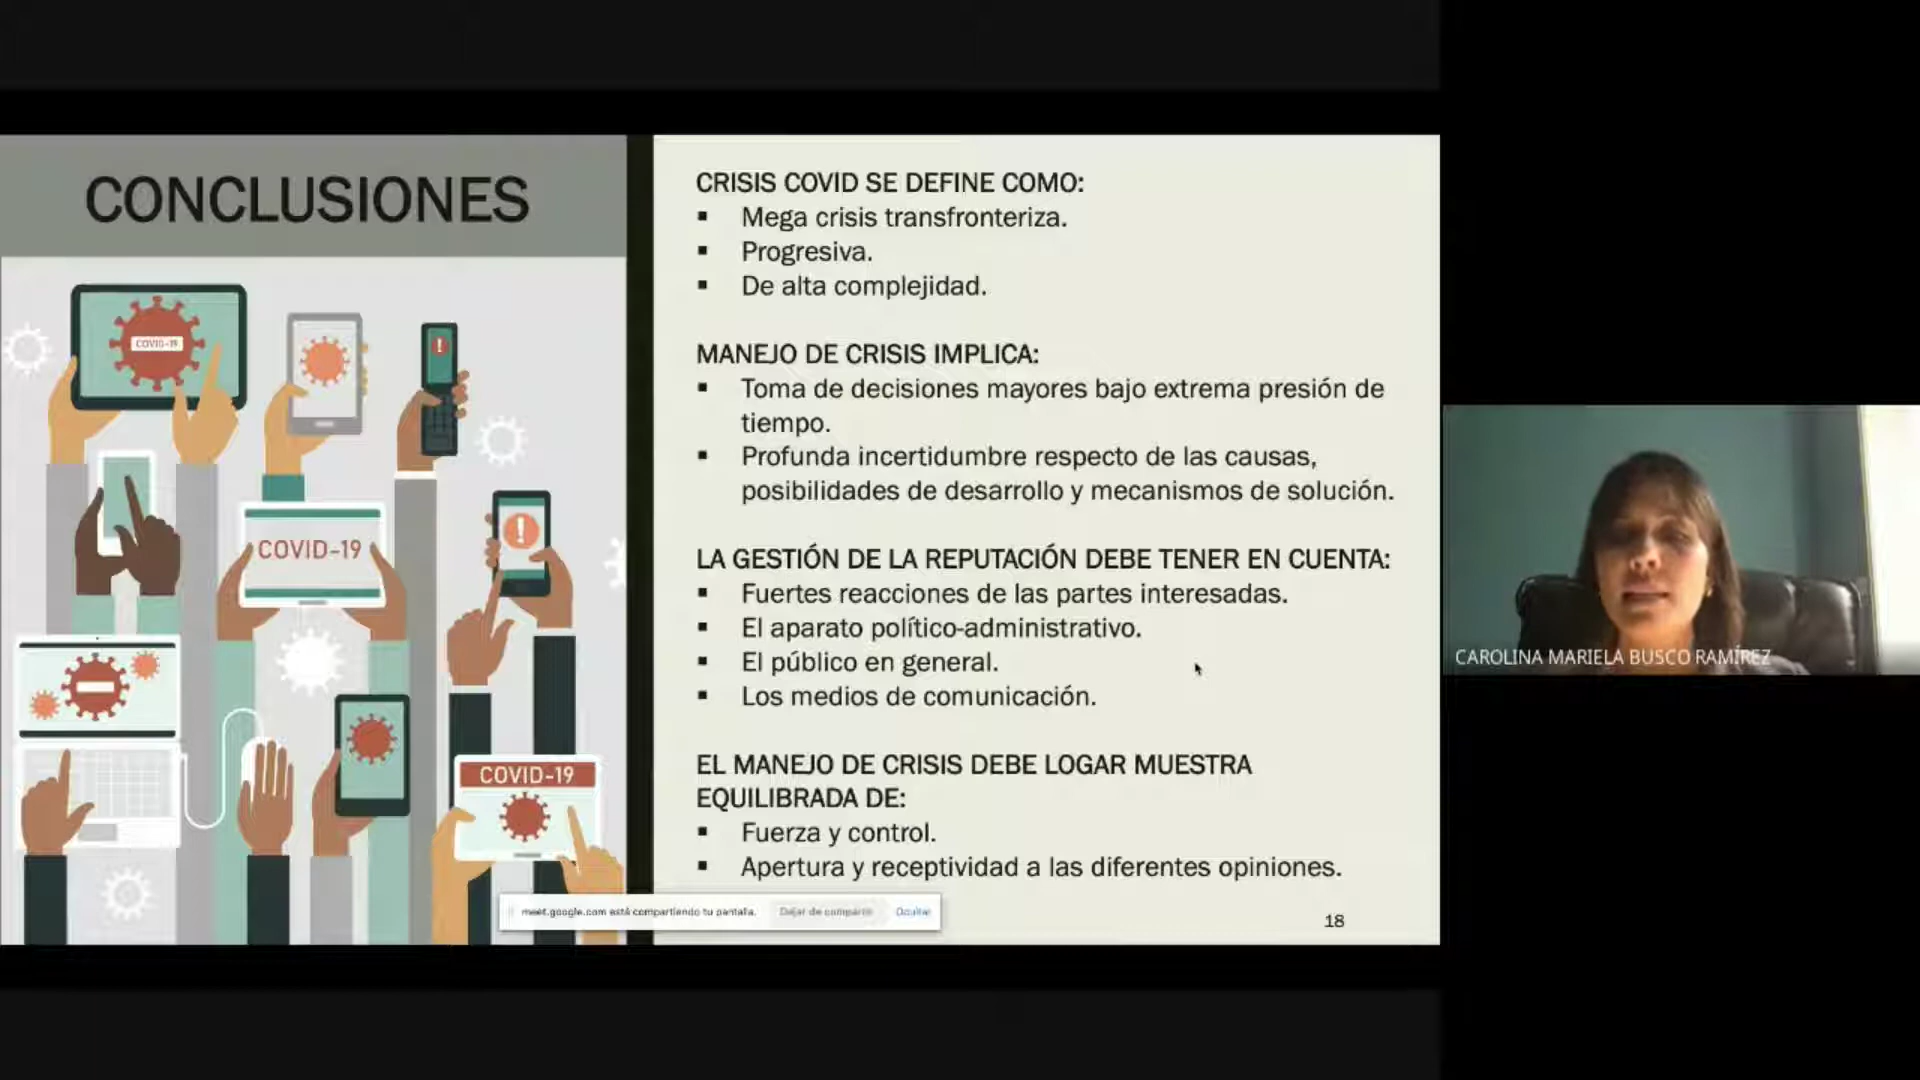 CONCLUSIONES
COVID-19
COVID-19
COVID-19
CRISIS COVID SE DEFINE COMO:
▪ Mega crisis transfronteriza.
▪ Progresiva.
▪ De alta complejidad.
MANEJO DE CRISIS IMPLICA:
▪ Toma de decisiones mayores bajo extrema presión de
tiempo.
▪ Profunda incertidumbre respecto de las causas,
posibilidades de desarrollo y mecanismos de solución.
LA GESTIÓN DE LA REPUTACIÓN DEBE TENER EN CUENTA:
▪ Fuertes reacciones de las partes interesadas.
▪ El aparato político-administrativo.
▪ El público en general.
▪ Los medios de comunicación.
EL MANEJO DE CRISIS DEBE LOGAR MUESTRA
EQUILIBRADA DE:
▪ Fuerza y control.
▪ Apertura y receptividad a las diferentes opiniones.
18
meet.google.com está compartiendo tu pantalla. Dejar de compartir Ocultar
CAROLINA MARIELA BUSCO RAMÍREZ